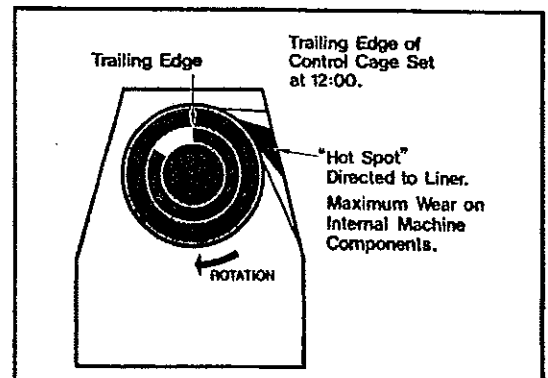 Trailing Edge of
Control Cage Set
at 12:00.
Trailing Edge
"Hot Spot"
Directed to Liner.
Maximum Wear on
Internal Machine
Components.
ROTATION